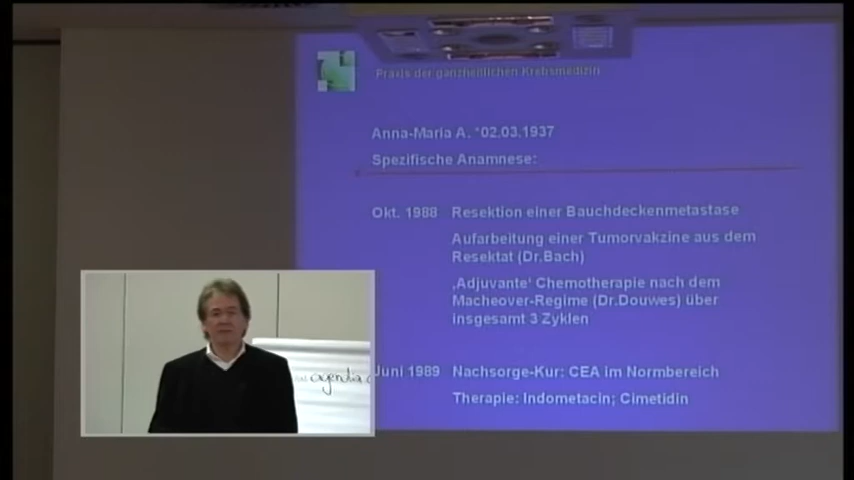 Praxis der ganzheitlichen Krebsmedizin
Anna-Maria A. *02.03.1937
Spezifische Anamnese:
Okt. 1988 Resektion einer Bauchdeckenmetastase
Aufarbeitung einer Tumorvakzine aus dem
Resektat (Dr.Bach)
‚Adjuvante‘ Chemotherapie nach dem
Macheover-Regime (Dr.Douwes) über
insgesamt 3 Zyklen
Juni 1989 Nachsorge-Kur: CEA im Normbereich
Therapie: Indometacin; Cimetidin
agenda